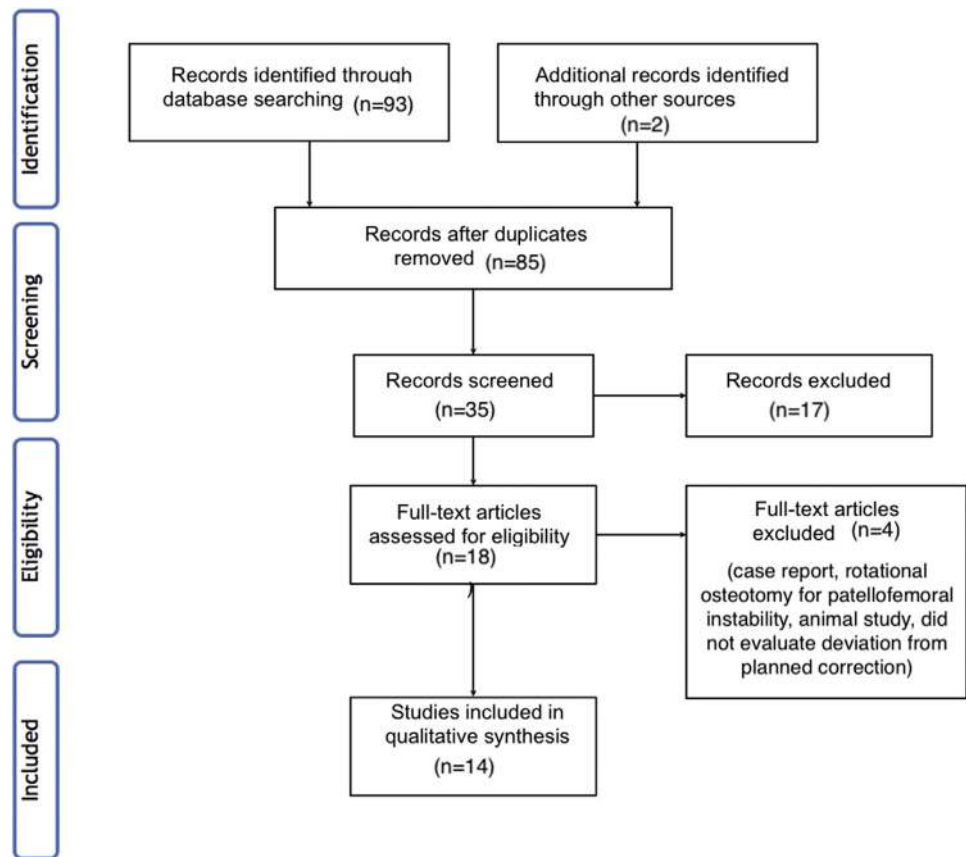 Identification
Records identified through
database searching (n=93)
Additional records identified
through other sources
(n=2)
Screening
Records after duplicates
removed (n=85)
Records screened
(n=35)
Records excluded
(n=17)
Eligibility
Full-text articles
assessed for eligibility
(n=18)
)
Full-text articles
excluded (n=4)
(case report, rotational
osteotomy for patellofemoral
instability, animal study, did
not evaluate deviation from
planned correction)
Included
Studies included in
qualitative synthesis
(n=14)